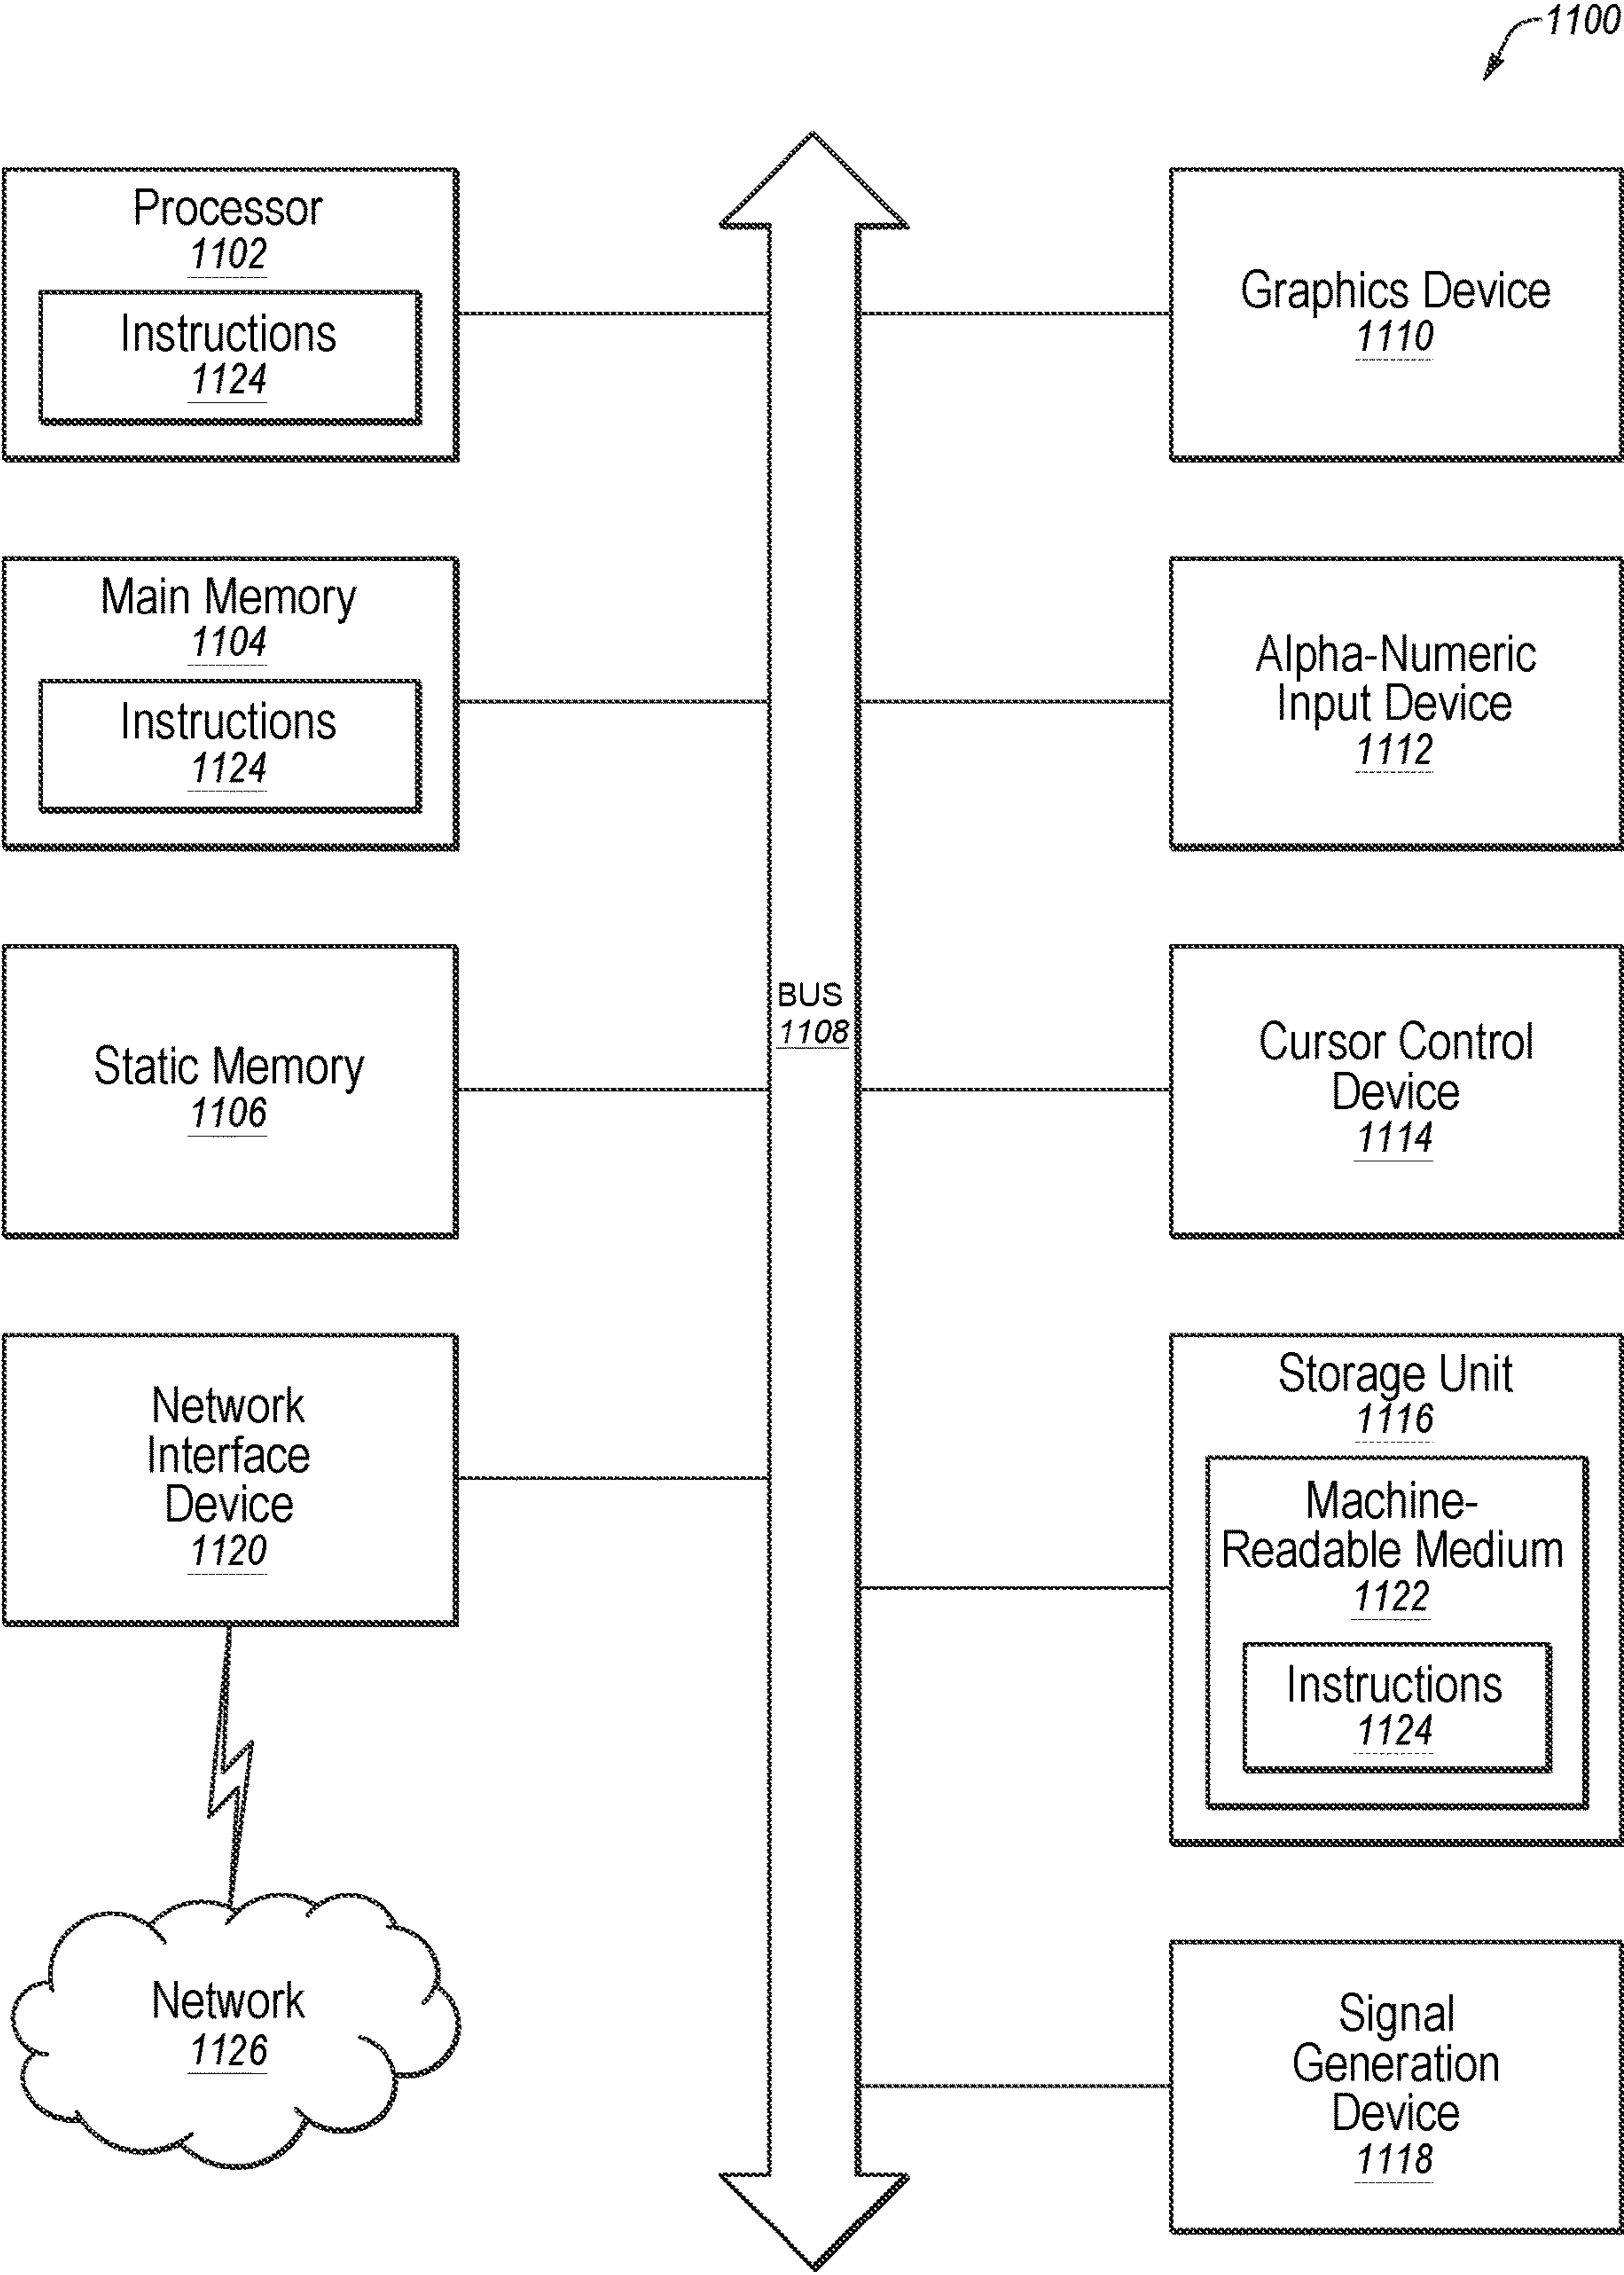 1100
Processor
1102
Instructions
1124
Main Memory
1104
Instructions
1124
Static Memory
1106
Network
Interface
Device
1120
Network
1126
BUS
1108
Graphics Device
1110
Alpha-Numeric
Input Device
1112
Cursor Control
Device
1114
Storage Unit
1116
Machine-
Readable Medium
1122
Instructions
1124
Signal
Generation
Device
1118